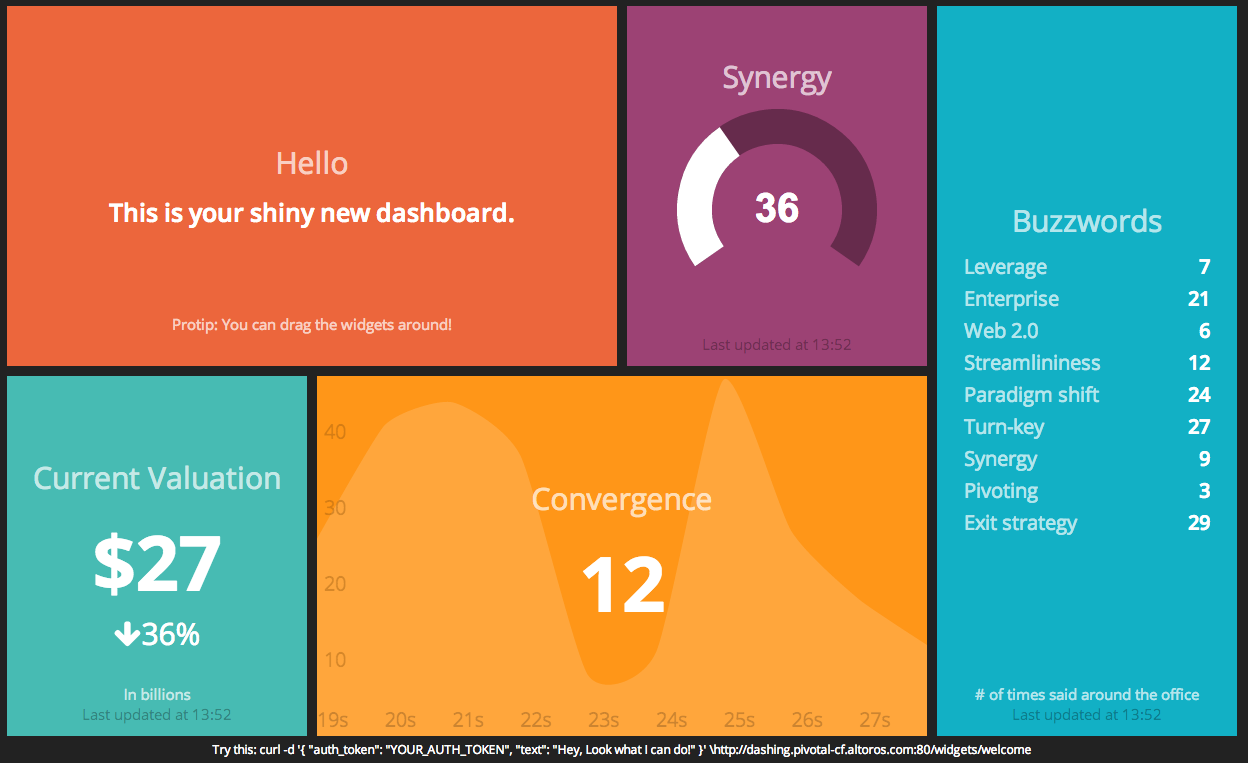 Hello
This is your shiny new dashboard.
Protip: You can drag the widgets around!
Synergy
36
Last updated at 13:52
Buzzwords
Leverage 7
Enterprise 21
Web 2.0 6
Streamlininess 12
Paradigm shift 24
Turn-key 27
Synergy 9
Pivoting 3
Exit strategy 29
# of times said around the office
Last updated at 13:52
Current Valuation
$27
36%
In billions
Last updated at 13:52
Convergence
12
40
30
20
10
19s 20s 21s 22s 23s 24s 25s 26s 27s
Try this: curl -d '{ "auth_token": "YOUR_AUTH_TOKEN", "text": "Hey, Look what I can do!" }' \http://dashing.pivotal-cf.altoros.com:80/widgets/welcome